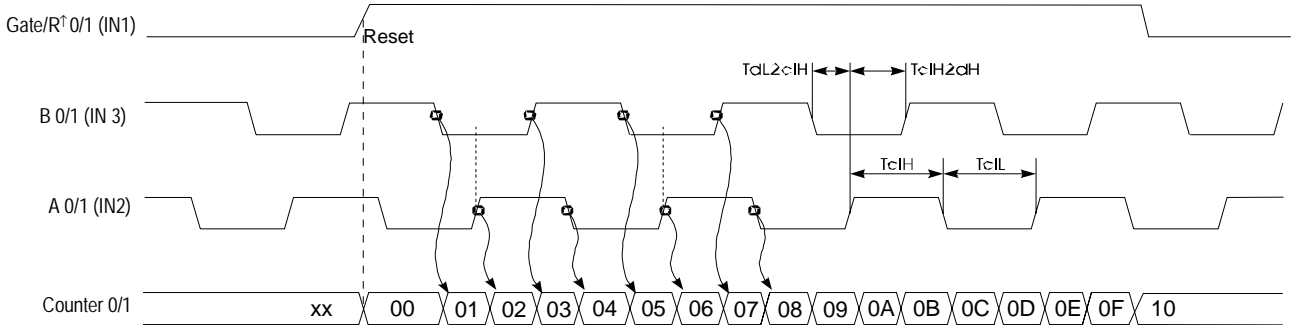 Gate/R↑ 0/1 (IN1)
Reset
TdL2clH TclH2dH
B 0/1 (IN 3)
TclH TclL
A 0/1 (IN2)
Counter 0/1 xx 00 01 02 03 04 05 06 07 08 09 0A 0B 0C 0D 0E 0F 10